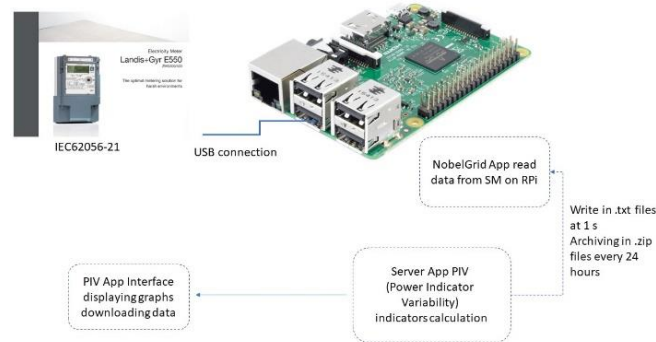 Electricity Meter
Landis+Gyr E550
The optimal metering solution for
harsh environments
IEC62056-21
USB connection
NobelGrid App read
data from SM on RPi
Write in .txt files
at 1 s
Archiving in .zip
files every 24
hours
PIV App Interface
displaying graphs
downloading data
Server App PIV
(Power Indicator
Variability)
indicators calculation